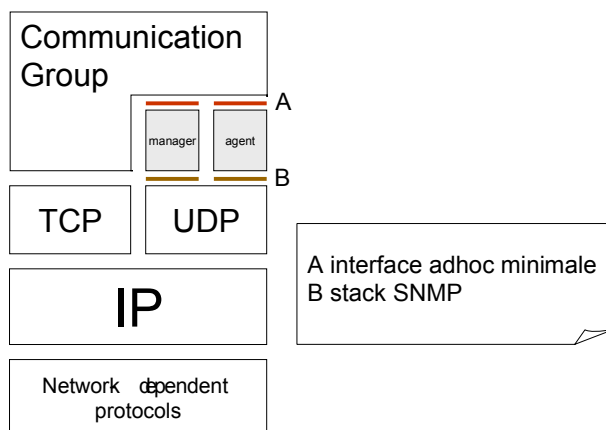 Communication
Group
A
manager
agent
B
TCP
UDP
A interface adhoc minimale
B stack SNMP
IP
Network dependent
protocols